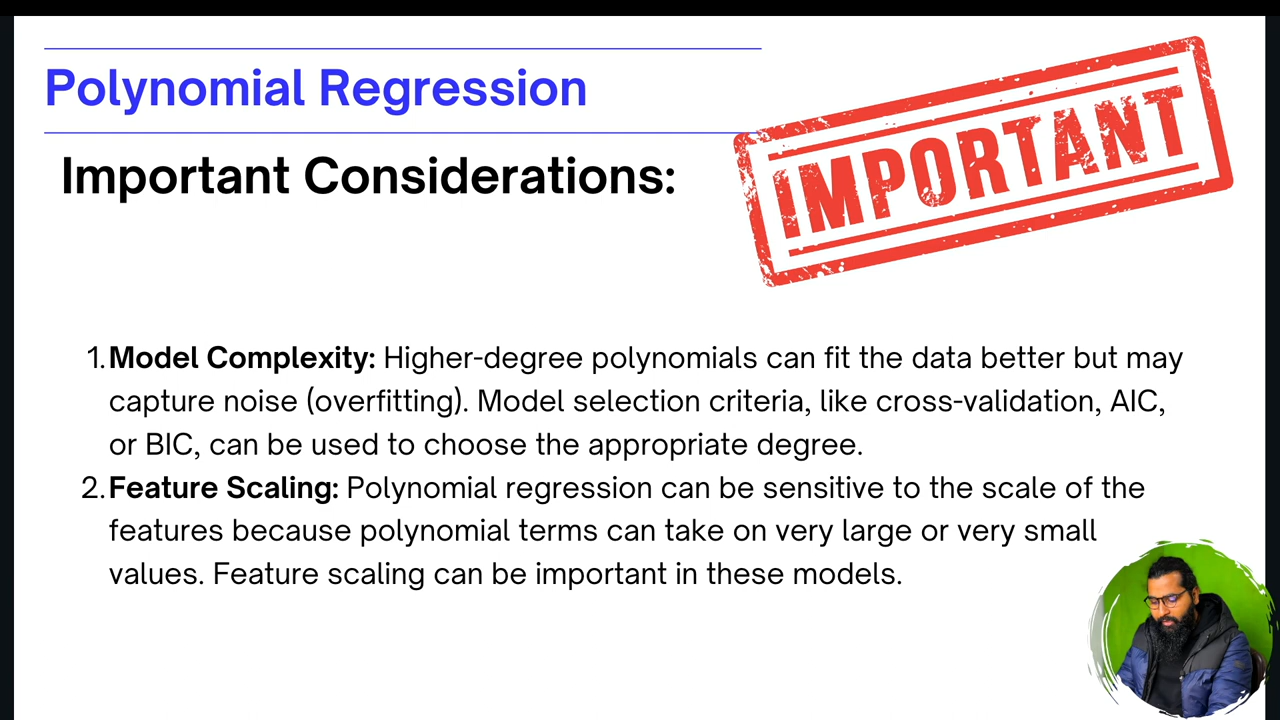 Polynomial Regression
IMPORTANT
Important Considerations:
1. Model Complexity: Higher-degree polynomials can fit the data better but may
capture noise (overfitting). Model selection criteria, like cross-validation, AIC,
or BIC, can be used to choose the appropriate degree.
2. Feature Scaling: Polynomial regression can be sensitive to the scale of the
features because polynomial terms can take on very large or very small
values. Feature scaling can be important in these models.